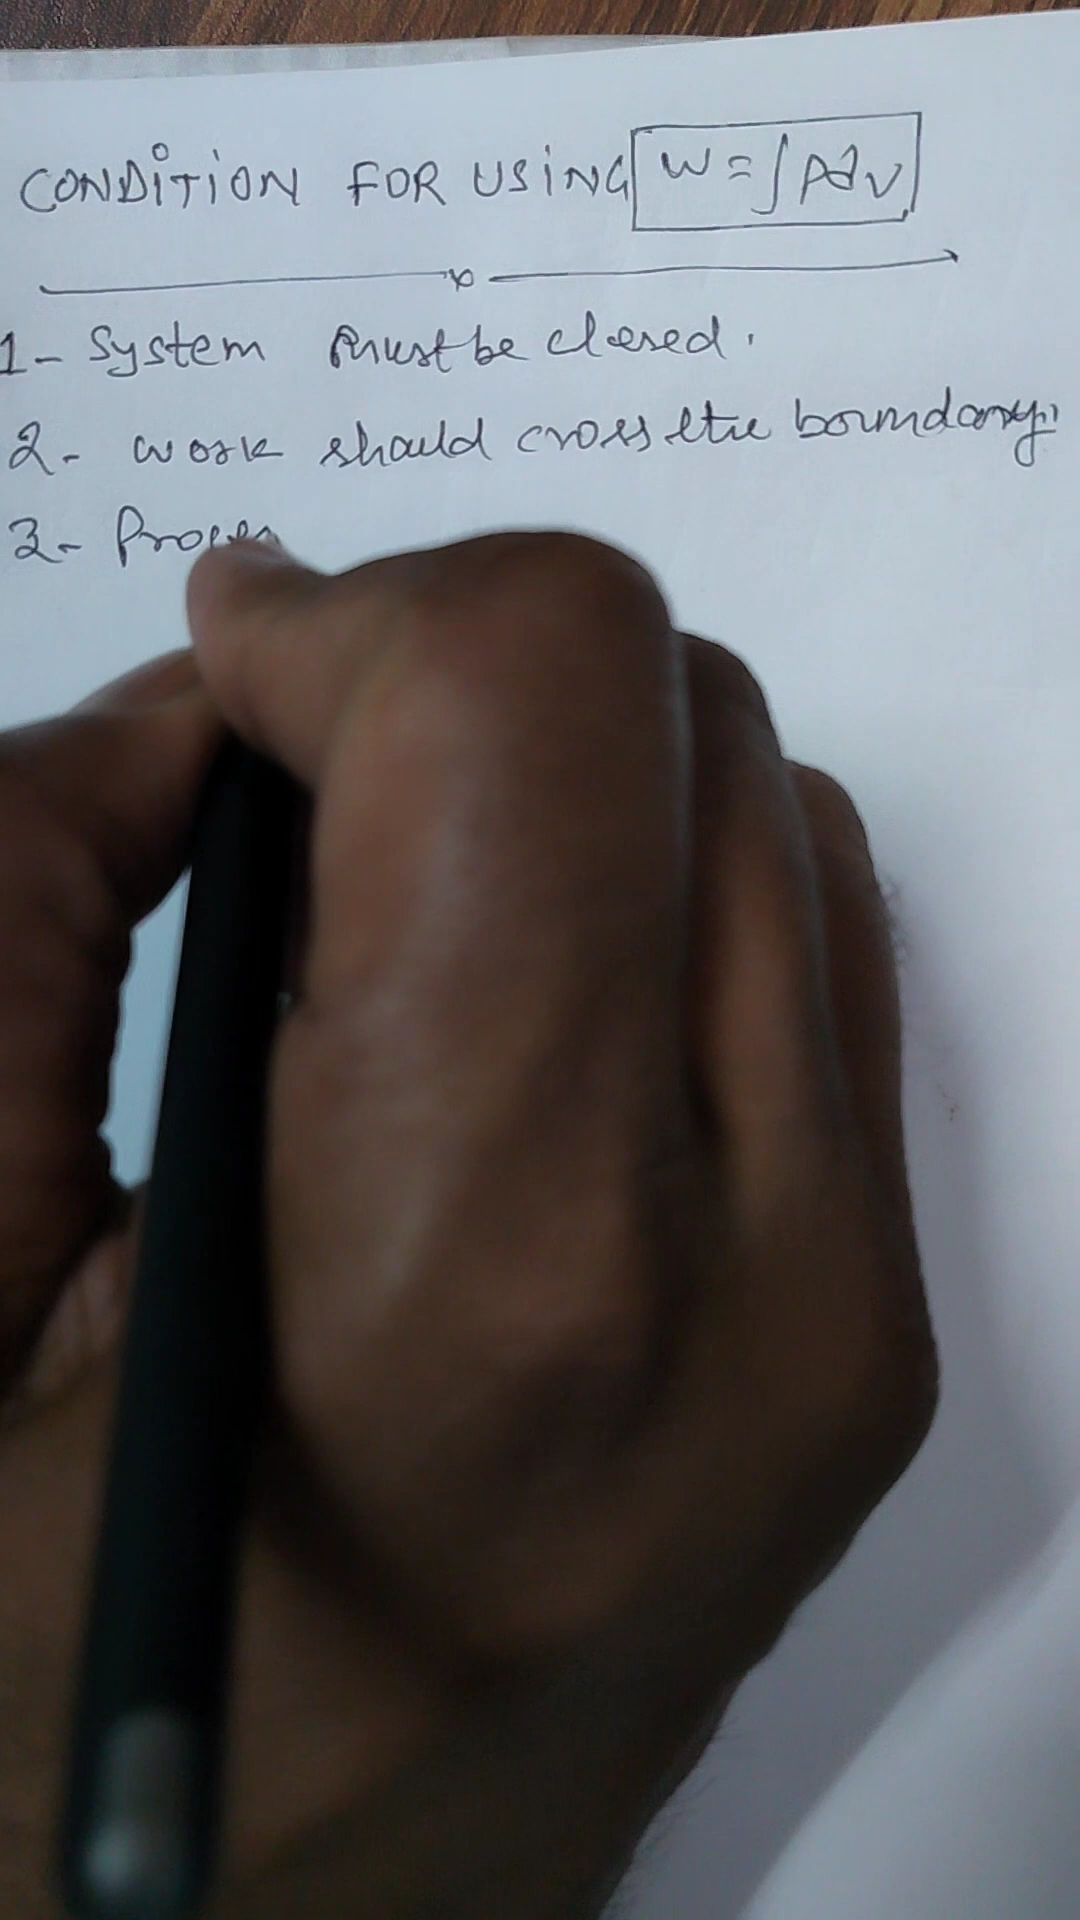 CONDITION FOR USING W = ∫PdV
1- System must be closed.
2- work should cross the boundary.
3-